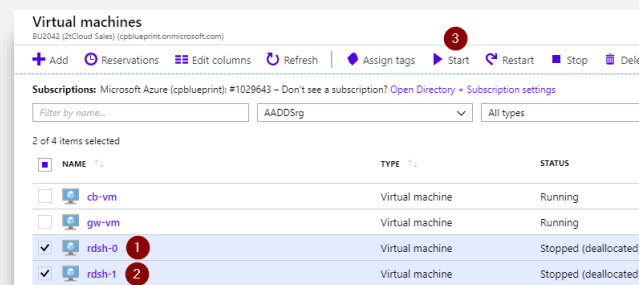 Virtual machines
BU2042 (2tCloud Sales) (cpblueprint.onmicrosoft.com)
3
Add Reservations Edit columns Refresh Assign tags Start Restart Stop Dele
Subscriptions: Microsoft Azure (cpblueprint): #1029643 – Don't see a subscription? Open Directory + Subscription settings
Filter by name... AADDSrg All types
2 of 4 items selected
NAME TYPE STATUS
cb-vm Virtual machine Running
gw-vm Virtual machine Running
rdsh-0 1 Virtual machine Stopped (deallocated
rdsh-1 2 Virtual machine Stopped (deallocated